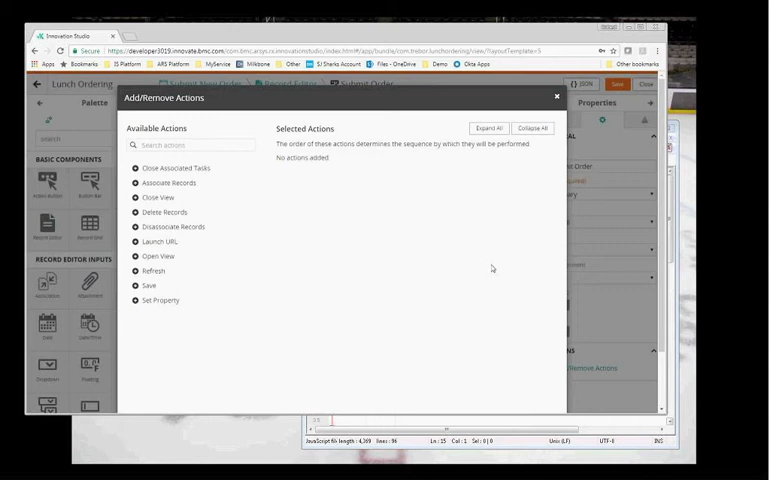 Innovation Studio
Secure https://developer3019.innovate.bmc.com/com.bmc.arsys.rx.innovationstudio/index.html#/app/bundle/com.trebor.lunchordering/view/?layoutTemplate=5
Apps Bookmarks IS Platform ARS Platform MyService Milkbone Other SJ Sharks Account Files - OneDrive Demo Okta Apps Other bookmarks
Lunch Ordering Submit New Order Record Editor Submit Order JSON Save Close
Palette
Add/Remove Actions
Properties
Available Actions
Selected Actions
Expand All Collapse All
search
Search actions
The order of these actions determines the sequence by which they will be performed.
No actions added
BASIC COMPONENTS
Close Associated Tasks
Associate Records
Close View
Delete Records
Disassociate Records
Launch URL
Open View
Refresh
Save
Set Property
Action Button Button Bar
Record Editor Record Grid
RECORD EDITOR INPUTS
Attachment
Date Date/Time
Dropdown Floating
Remove Actions
JavaScript file length : 4,269 lines : 96 Ln : 15 Col : 1 Sel : 0 | 0 Unix (LF) UTF-8 INS